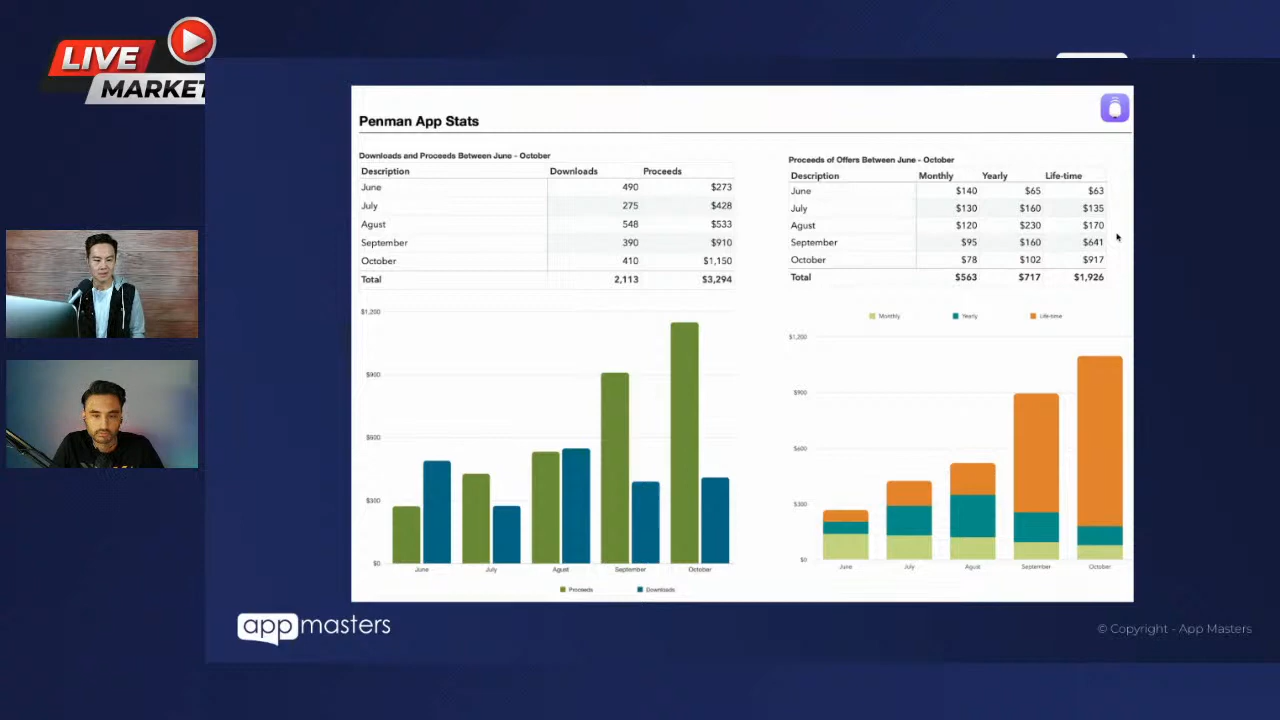 LIVE
MARKET
Penman App Stats
Downloads and Proceeds Between June - October
Description Downloads Proceeds
June 490 $273
July 275 $428
Agust 548 $533
September 390 $910
October 410 $1,150
Total 2,113 $3,294
Proceeds of Offers Between June - October
Description Monthly Yearly Life-time
June $140 $65 $63
July $130 $160 $135
Agust $120 $230 $170
September $95 $160 $641
October $78 $102 $917
Total $563 $717 $1,926
$1,200
$900
$600
$300
$0
June July Agust September October
Proceeds Downloads
Monthly Yearly Life-time
$1,200
$900
$600
$300
$0
June July Agust September October
appmasters
© Copyright - App Masters